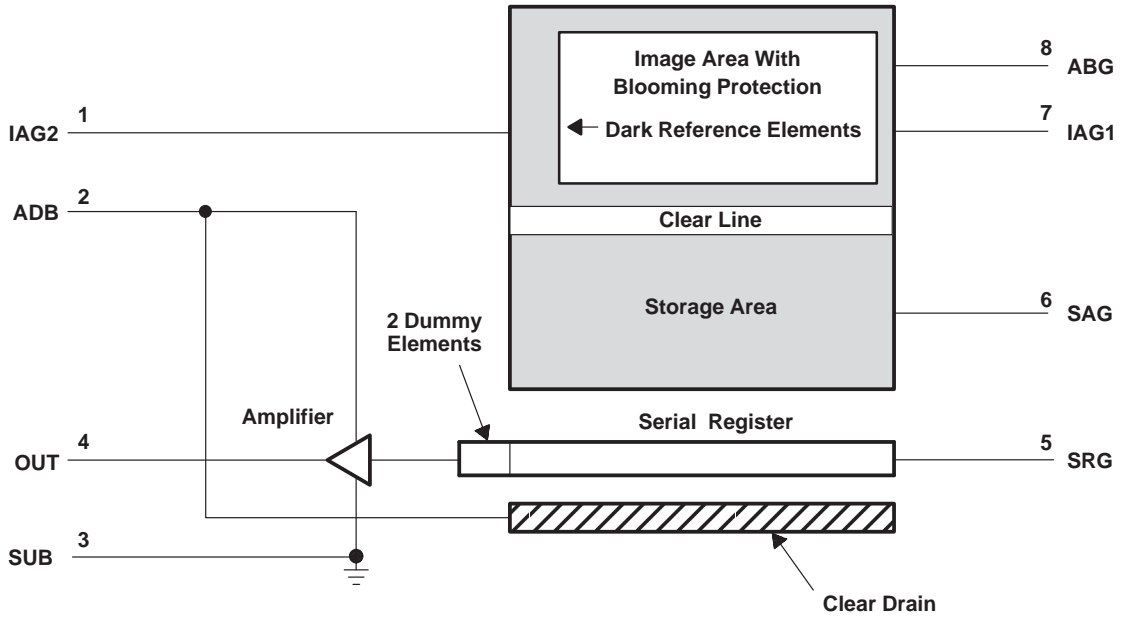 Image Area With
Blooming Protection
Dark Reference Elements
8
ABG
7
IAG1
1
IAG2
2
ADB
Clear Line
Storage Area
6
SAG
2 Dummy
Elements
Amplifier
Serial Register
4
OUT
5
SRG
3
SUB
Clear Drain